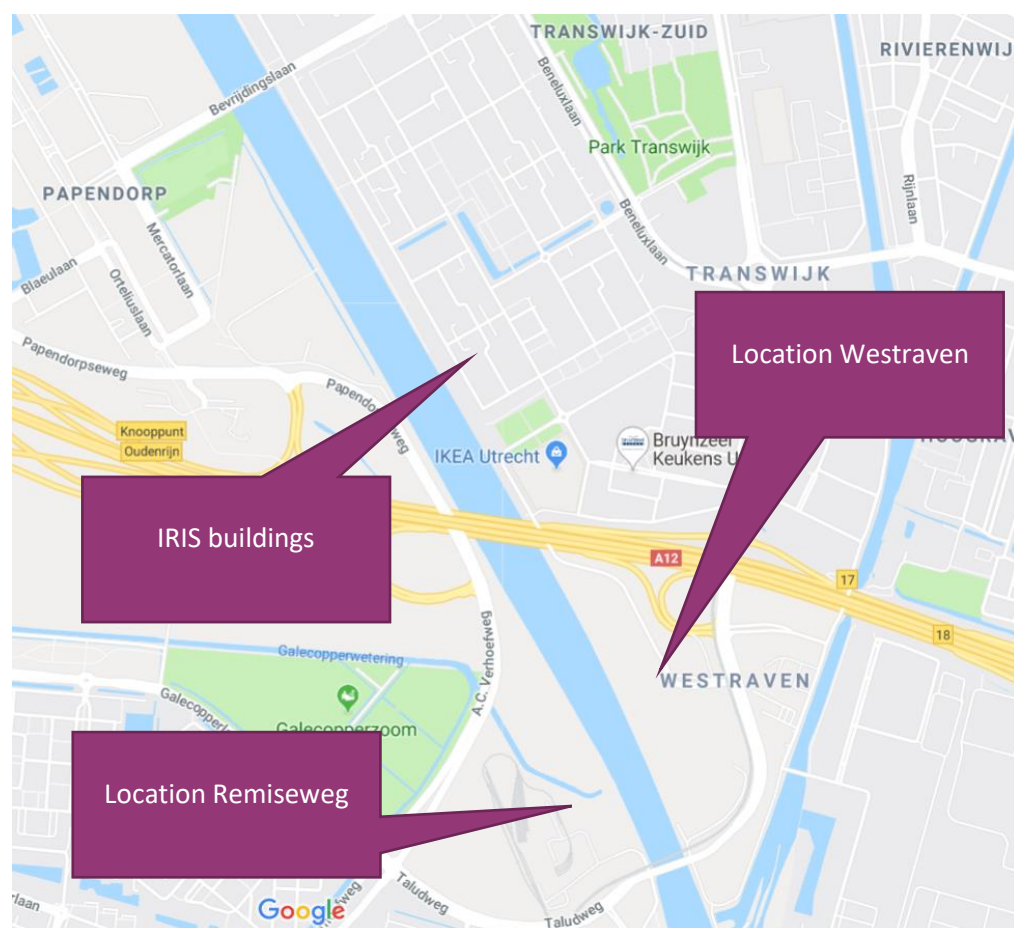 TRANSWIJK-ZUID
RIVIERENWIJ
Beneluxlaan
Bevrijdingslaan
Park Transwijk
PAPENDORP
Rijnlaan
Mercatorlaan
Beneluxlaan
Blaeulaan
Orteliuslaan
TRANSWIJK
Location Westraven
Papendorpseweg
Knooppunt
Oudenrijn
IKEA Utrecht
Bruynzeel
Keukens U
IRIS buildings
A12
17
18
Galecopperwetering
A.C. Verhoefweg
WESTRAVEN
Galecopperzoom
Location Remiseweg
Taludweg
Google
Taludweg